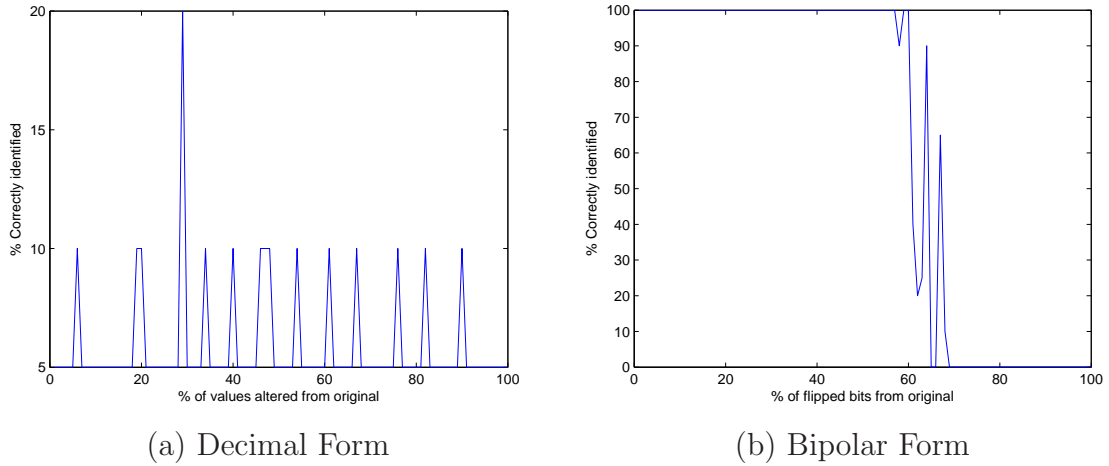 20
15
10
5
0 20 40 60 80 100
% Correctly identified
% of values altered from original
(a) Decimal Form
100
90
80
70
60
50
40
30
20
10
0
0 20 40 60 80 100
% Correctly identified
% of flipped bits from original
(b) Bipolar Form